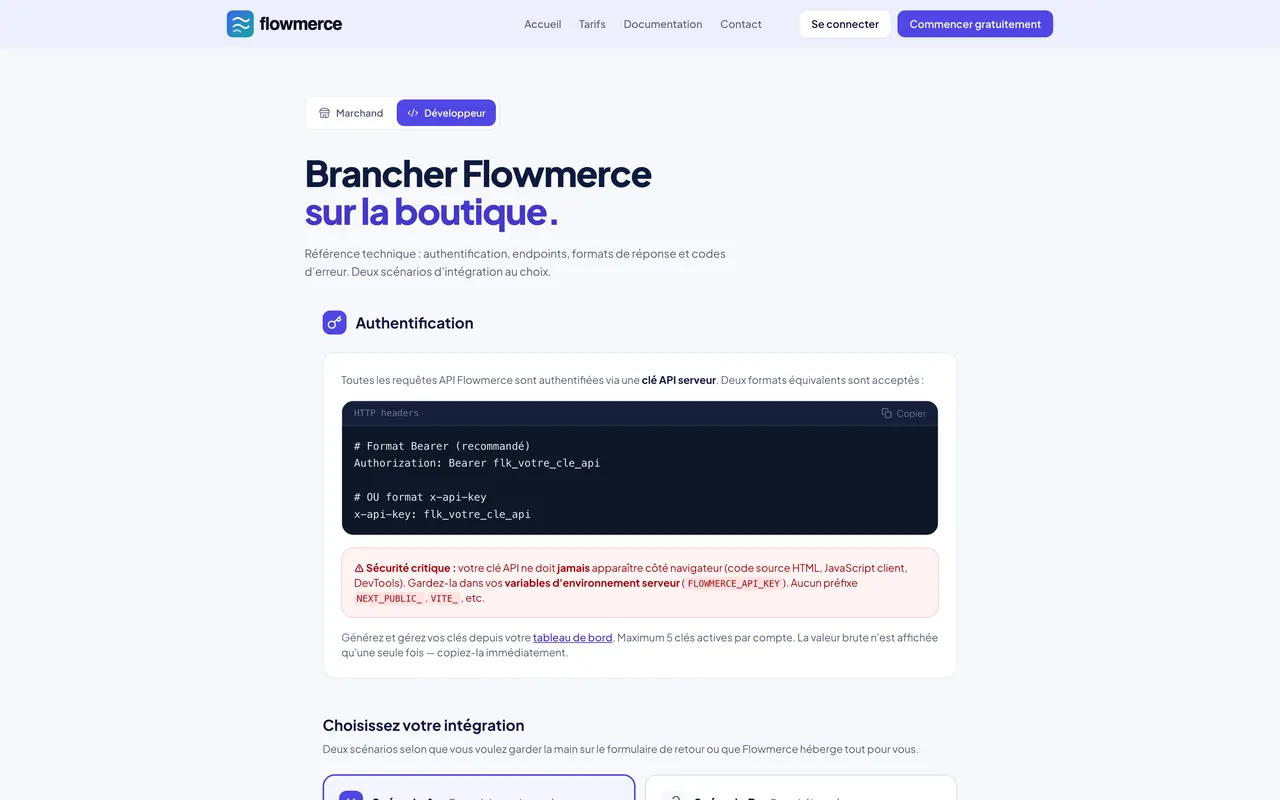 flowmerce
Accueil Tarifs Documentation Contact Se connecter Commencer gratuitement
Marchand Développeur
Brancher Flowmerce
sur la boutique.
Référence technique : authentification, endpoints, formats de réponse et codes
d'erreur. Deux scénarios d'intégration au choix.
Authentification
Toutes les requêtes API Flowmerce sont authentifiées via une clé API serveur. Deux formats équivalents sont acceptés :
HTTP headers Copier
# Format Bearer (recommandé)
Authorization: Bearer flk_votre_cle_api
# OU format x-api-key
x-api-key: flk_votre_cle_api
⚠ Sécurité critique : votre clé API ne doit jamais apparaître côté navigateur (code source HTML, JavaScript client,
DevTools). Gardez-la dans vos variables d'environnement serveur ( FLOWMERCE_API_KEY ). Aucun préfixe
NEXT_PUBLIC_ , VITE_ , etc.
Générez et gérez vos clés depuis votre tableau de bord. Maximum 5 clés actives par compte. La valeur brute n'est affichée
qu'une seule fois — copiez-la immédiatement.
Choisissez votre intégration
Deux scénarios selon que vous voulez garder la main sur le formulaire de retour ou que Flowmerce héberge tout pour vous.